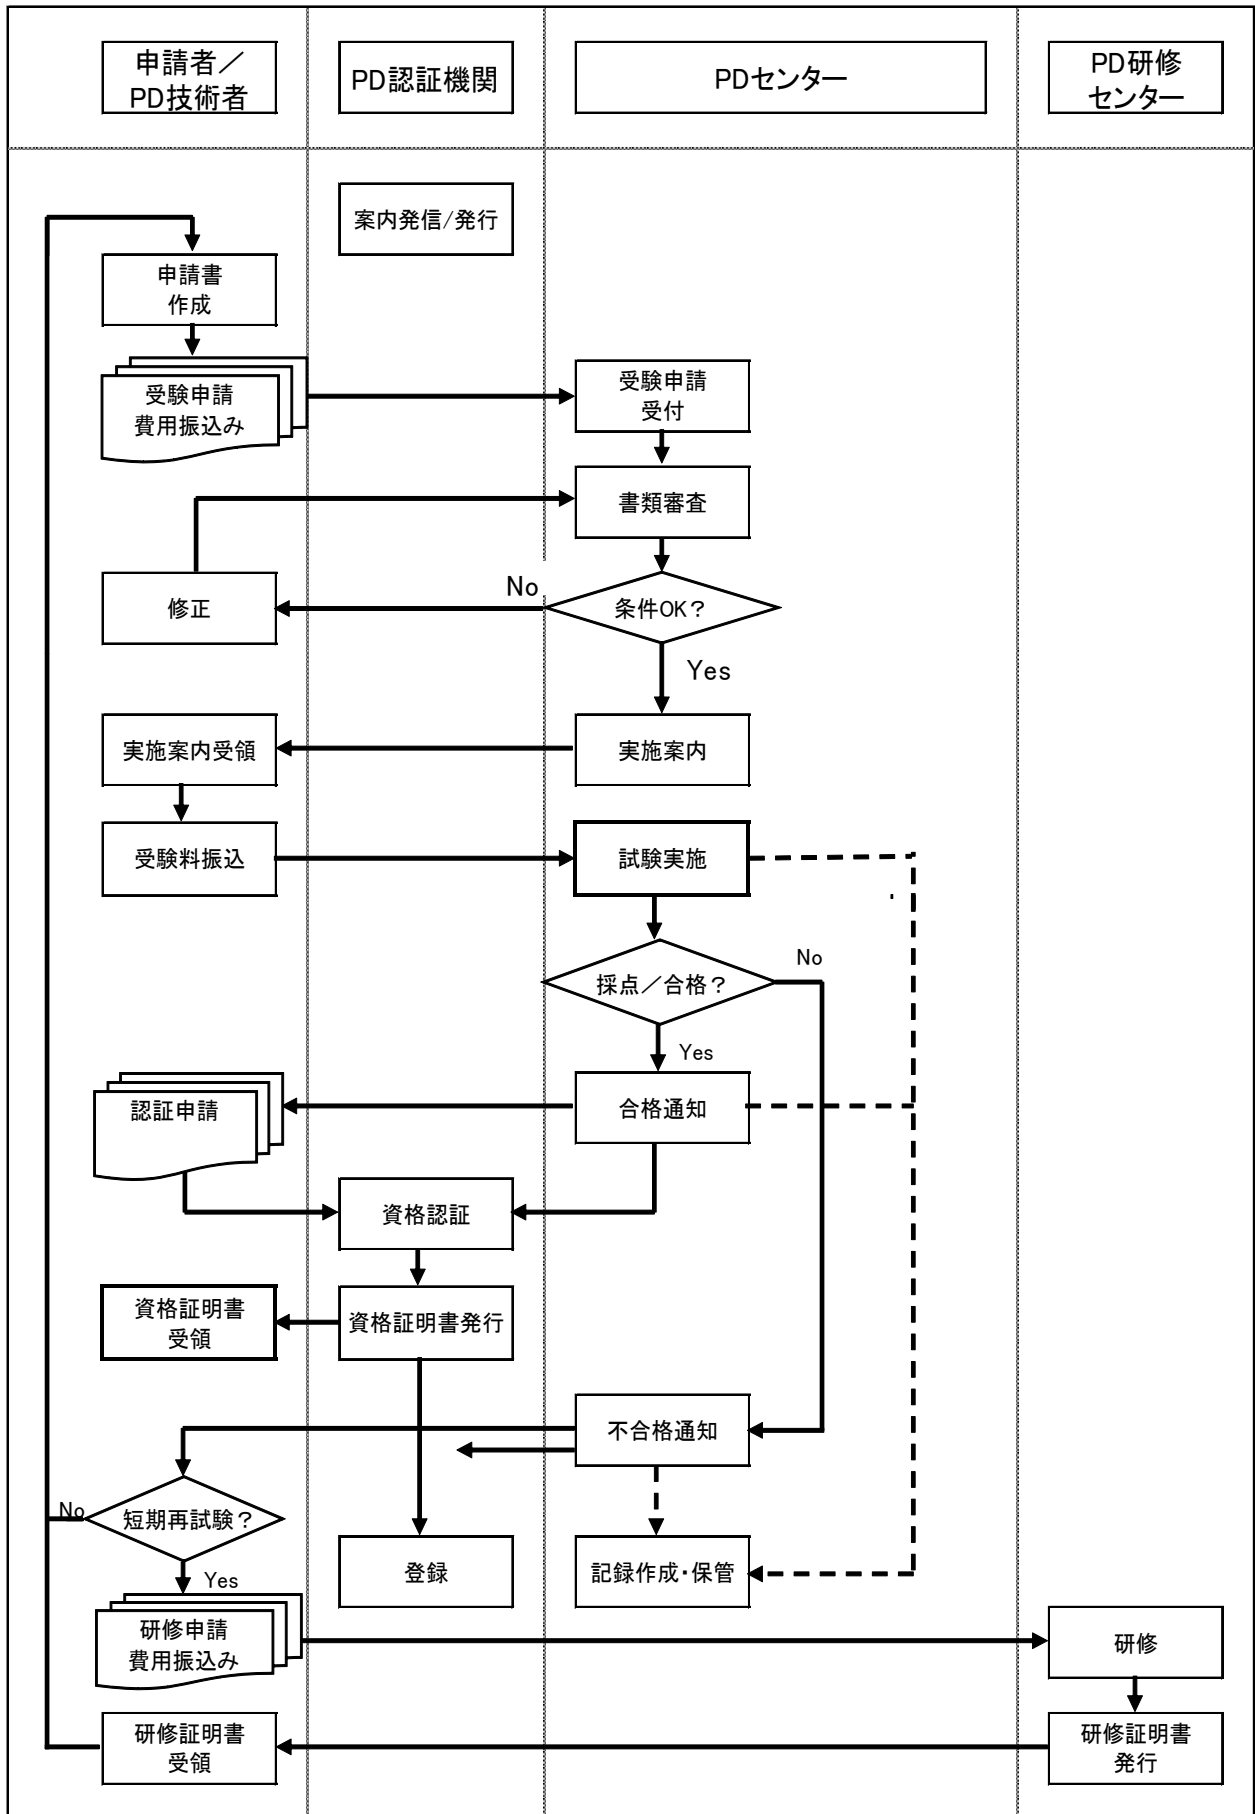 申請者／
PD技術者
PD認証機関
PDセンター
PD研修
センター
案内発信/発行
申請書
作成
受験申請
費用振込み
受験申請
受付
書類審査
No
条件OK？
修正
Yes
実施案内受領
実施案内
受験料振込
試験実施
No
採点／合格？
Yes
認証申請
合格通知
資格認証
資格証明書
受領
資格証明書発行
不合格通知
No
短期再試験？
登録
記録作成・保管
Yes
研修申請
費用振込み
研修
研修証明書
受領
研修証明書
発行